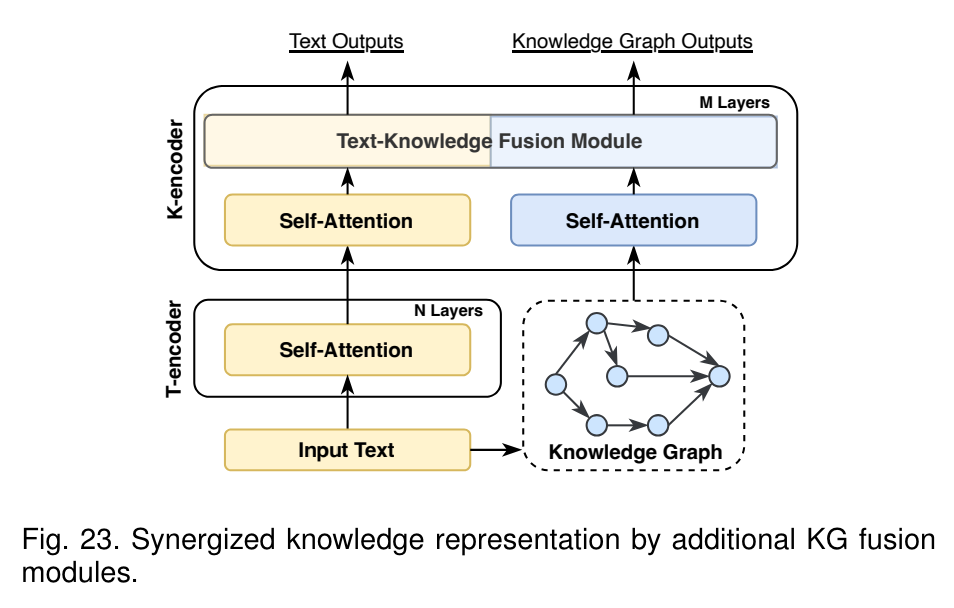 Text Outputs
Knowledge Graph Outputs
M Layers
K-encoder
Text-Knowledge Fusion Module
Self-Attention
Self-Attention
T-encoder
N Layers
Self-Attention
Input Text
Knowledge Graph
Fig. 23. Synergized knowledge representation by additional KG fusion
modules.